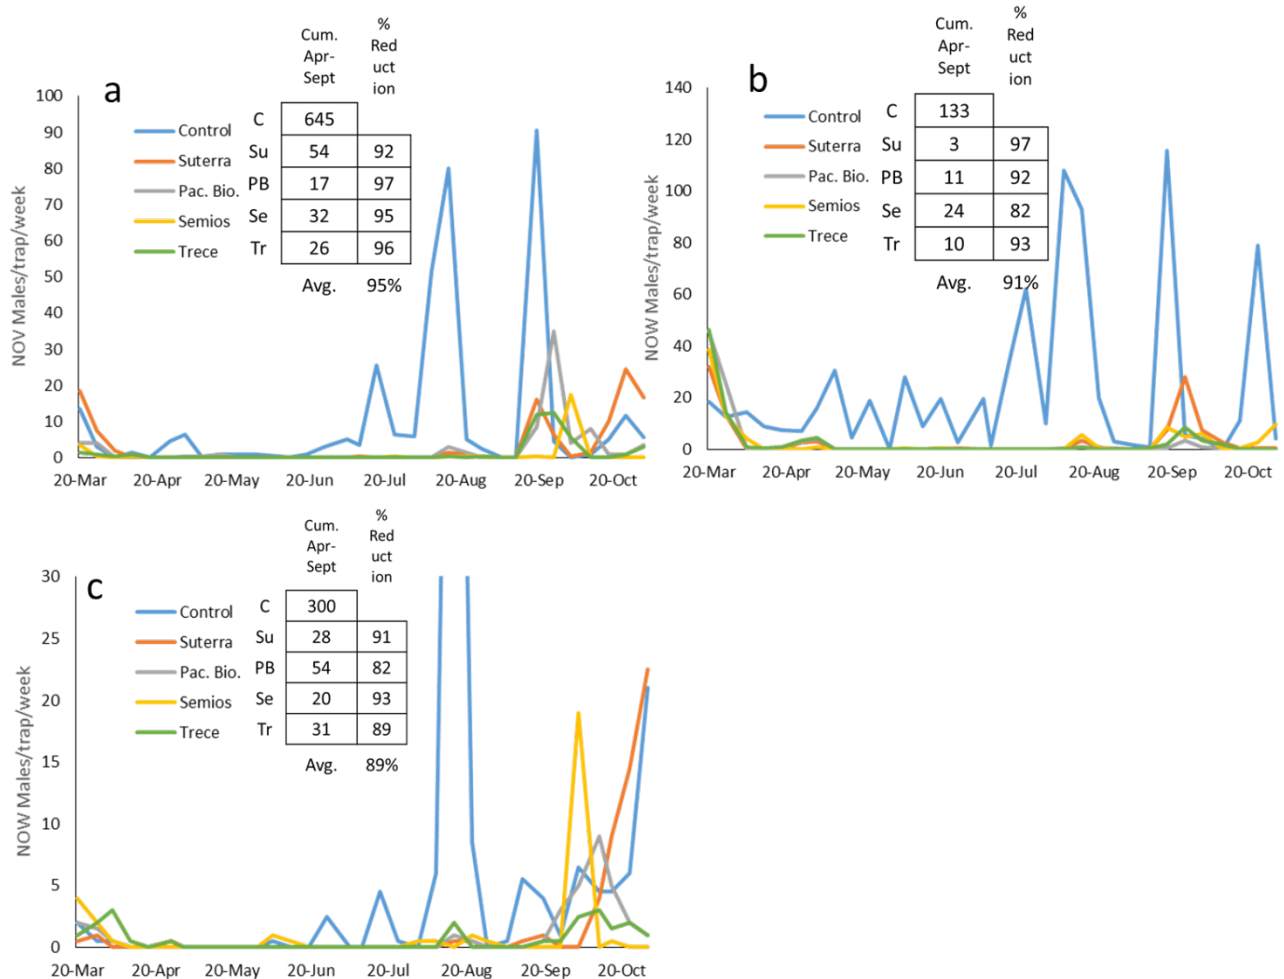 a
Cum.
Apr-
Sept
%
Red
uct
ion
C 645
Su 54 92
PB 17 97
Se 32 95
Tr 26 96
Avg. 95%
Control
Suterra
Pac. Bio.
Semios
Trece
NOV Males/trap/week
100
90
80
70
60
50
40
30
20
10
0
20-Mar 20-Apr 20-May 20-Jun 20-Jul 20-Aug 20-Sep 20-Oct
b
Cum.
Apr-
Sept
%
Red
uct
ion
C 133
Su 3 97
PB 11 92
Se 24 82
Tr 10 93
Avg. 91%
Control
Suterra
Pac. Bio.
Semios
Trece
NOW Males/trap/week
140
120
100
80
60
40
20
0
20-Mar 20-Apr 20-May 20-Jun 20-Jul 20-Aug 20-Sep 20-Oct
c
Cum.
Apr-
Sept
%
Red
uct
ion
C 300
Su 28 91
PB 54 82
Se 20 93
Tr 31 89
Avg. 89%
Control
Suterra
Pac. Bio.
Semios
Trece
NOW Males/trap/week
30
25
20
15
10
5
0
20-Mar 20-Apr 20-May 20-Jun 20-Jul 20-Aug 20-Sep 20-Oct